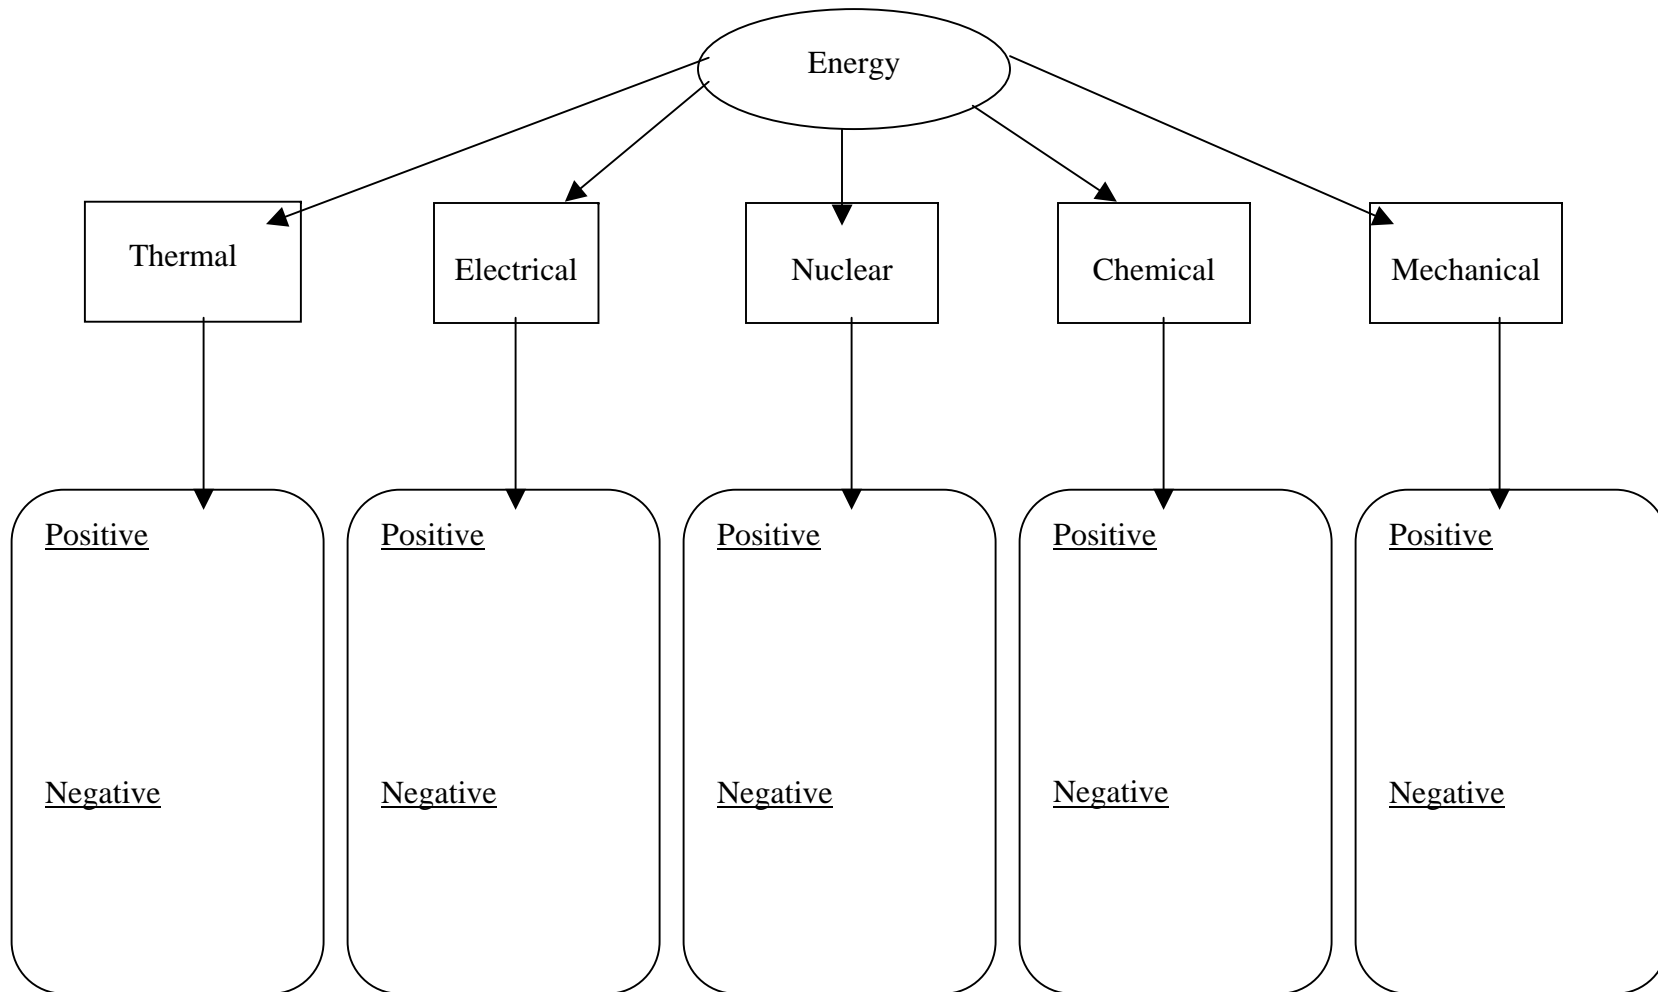 Energy
Thermal
Electrical
Nuclear
Chemical
Mechanical
Positive
Positive
Positive
Positive
Positive
Negative
Negative
Negative
Negative
Negative